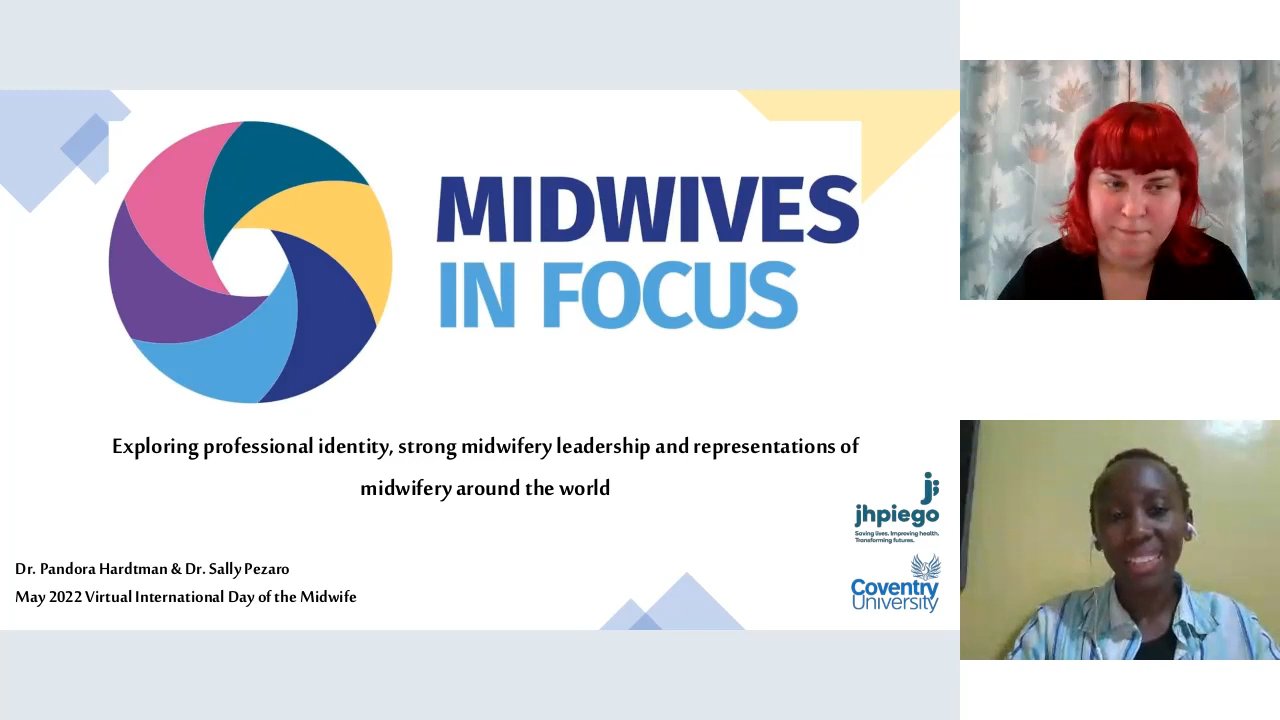 MIDWIVES
IN FOCUS
Exploring professional identity, strong midwifery leadership and representations of
midwifery around the world
jhpiego
Saving lives. Improving health.
Transforming futures.
Dr. Pandora Hardtman & Dr. Sally Pezaro
May 2022 Virtual International Day of the Midwife
Coventry
University